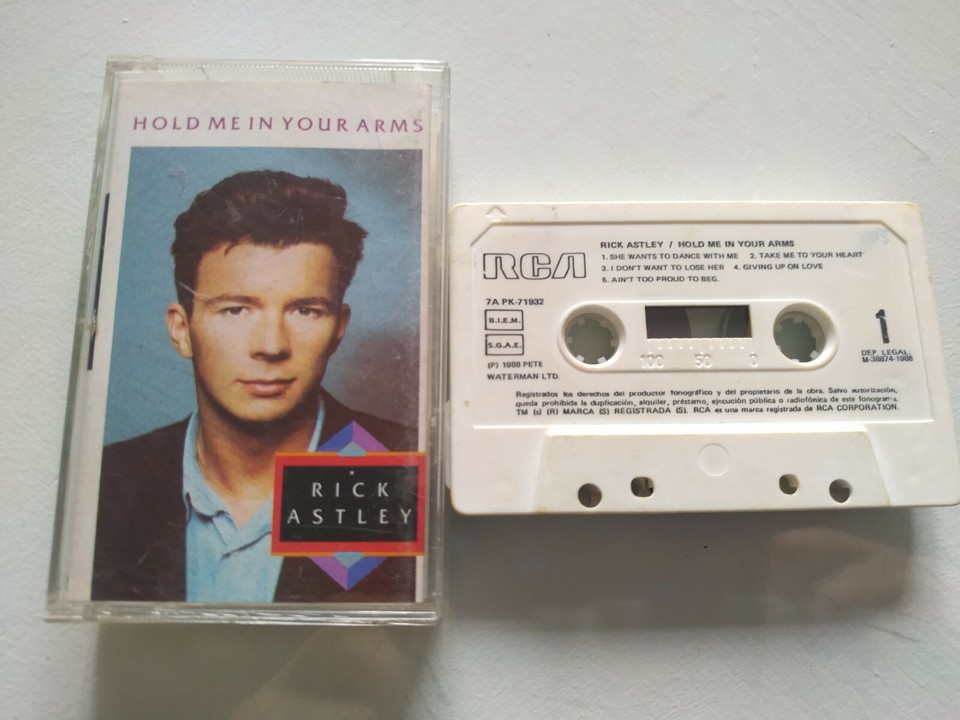 HOLD ME IN YOUR ARMS
RICK
ASTLEY
RCA
RICK ASTLEY / HOLD ME IN YOUR ARMS
1. SHE WANTS TO DANCE WITH ME 2. TAKE ME TO YOUR HEART
3. I DON'T WANT TO LOSE HER 4. GIVING UP ON LOVE
5. AIN'T TOO PROUD TO BEG.
7A PK-71932
B.I.E.M.
S.G.A.E.
(P) 1988 PETE
WATERMAN LTD.
100 50 0
1
DEP. LEGAL:
M-38874-1988
Registrados los derechos del productor fonográfico y del propietario de la obra. Salvo autorización,
queda prohibida la duplicación, alquiler, préstamo, ejecución pública o radiofónica de este fonograma.
TM (s) (R) MARCA (S) REGISTRADA (S). RCA es una marca registrada de RCA CORPORATION.